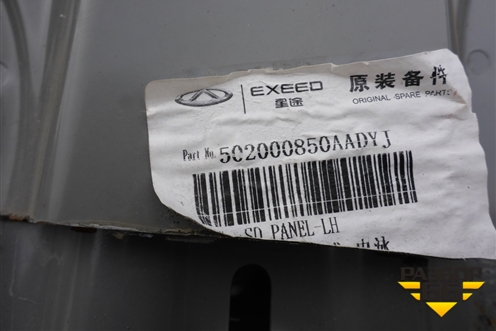 EXEED
星途
原装备件
ORIGINAL SPARE PARTS
Part No. 502000850AADYJ
SD PANEL-LH